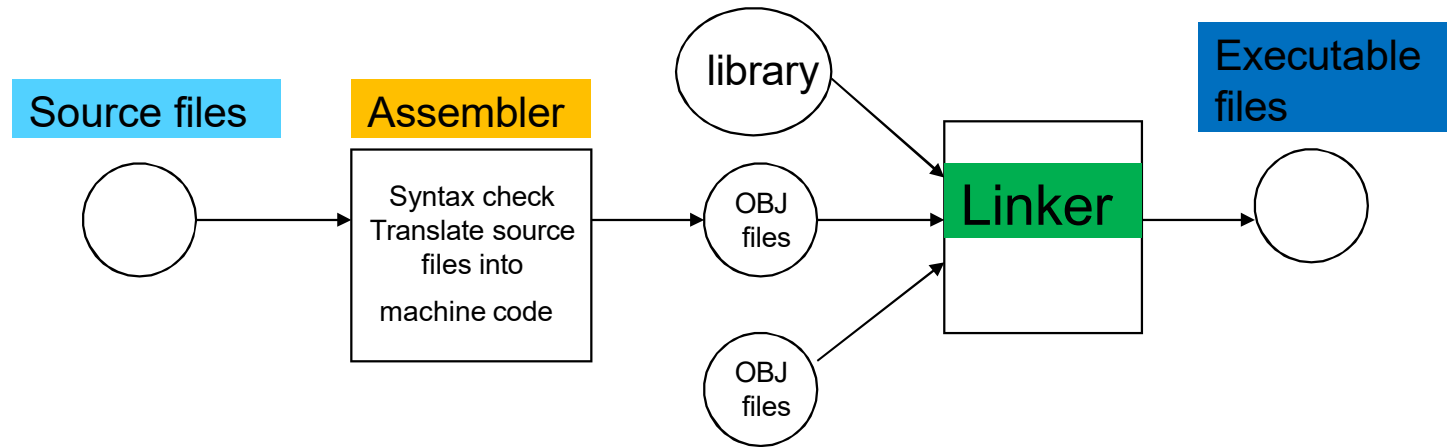 Source files
Assembler
Syntax check
Translate source
files into
machine code
library
OBJ
files
OBJ
files
Linker
Executable
files